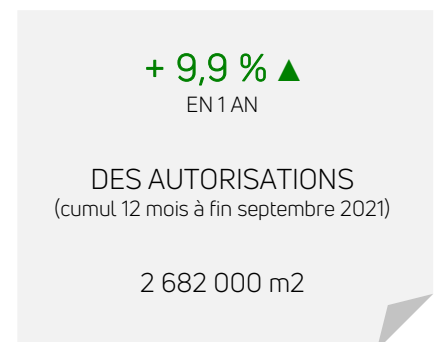 + 9,9 % ▲
EN 1 AN
DES AUTORISATIONS
(cumul 12 mois à fin septembre 2021)
2 682 000 m2